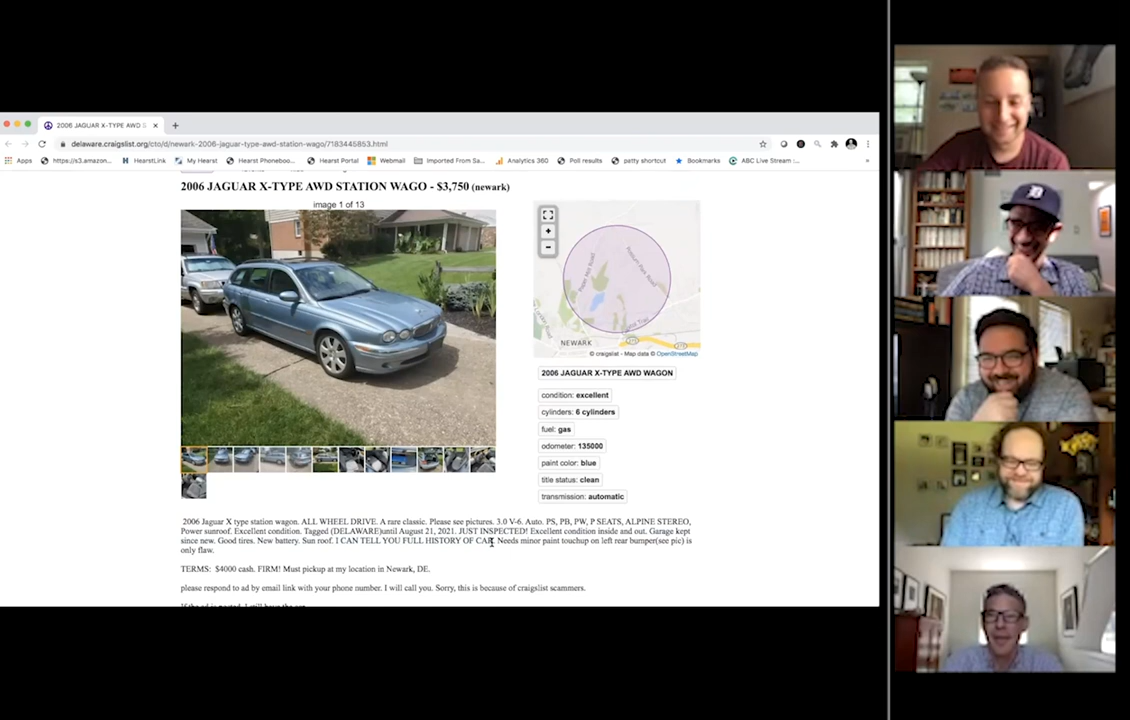 2006 JAGUAR X-TYPE AWD S
delaware.craigslist.org/cto/d/newark-2006-jaguar-type-awd-station-wago/7183445853.html
Apps https://s3.amazon... HearstLink My Hearst Hearst Phoneboo... Hearst Portal Webmail Imported From Sa... Analytics 360 Poll results patty shortcut Bookmarks ABC Live Stream :...
2006 JAGUAR X-TYPE AWD STATION WAGO - $3,750 (newark)
image 1 of 13
+
−
NEWARK
© craigslist - Map data © OpenStreetMap
2006 JAGUAR X-TYPE AWD WAGON
condition: excellent
cylinders: 6 cylinders
fuel: gas
odometer: 135000
paint color: blue
title status: clean
transmission: automatic
2006 Jaguar X type station wagon. ALL WHEEL DRIVE. A rare classic. Please see pictures. 3.0 V-6. Auto. PS, PB, PW, P SEATS, ALPINE STEREO,
Power sunroof. Excellent condition. Tagged (DELAWARE)until August 21, 2021. JUST INSPECTED! Excellent condition inside and out, Garage kept
since new. Good tires. New battery. Sun roof. I CAN TELL YOU FULL HISTORY OF CAR. Needs minor paint touchup on left rear bumper(see pic) is
only flaw.
TERMS: $4000 cash. FIRM! Must pickup at my location in Newark, DE.
please respond to ad by email link with your phone number. I will call you. Sorry, this is because of craigslist scammers.